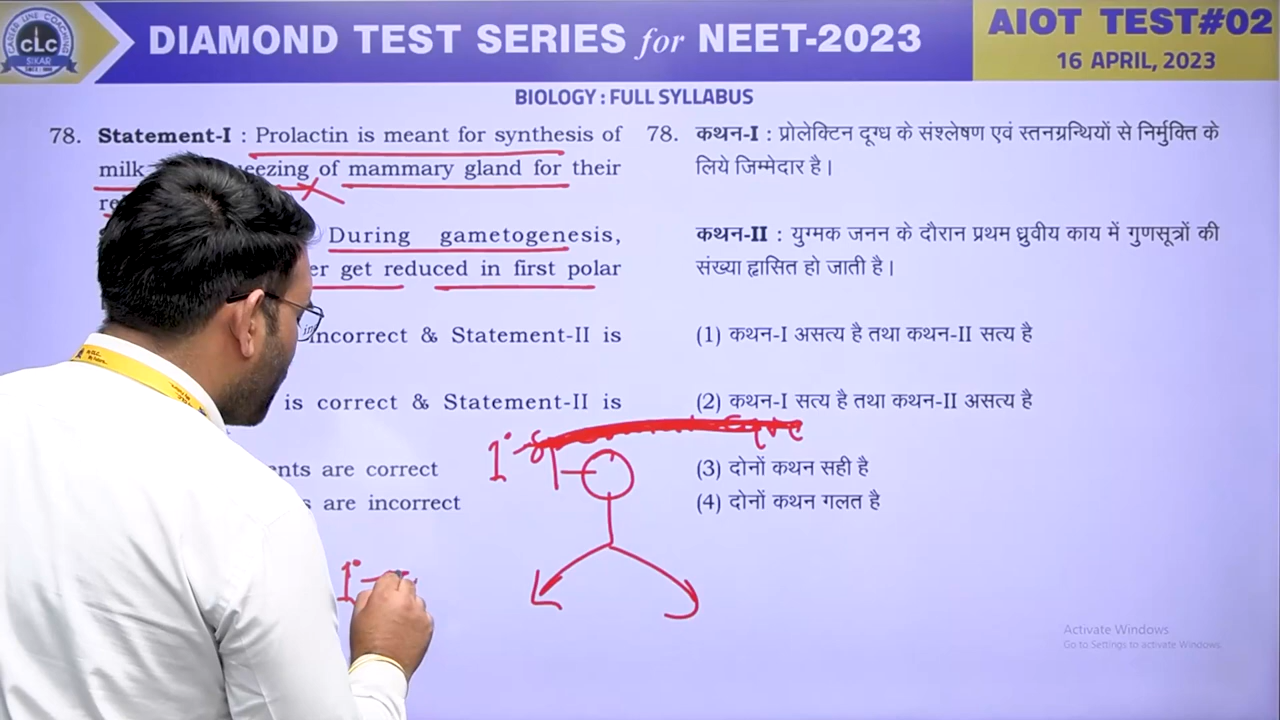 CAREER LINE COACHING
CLC
SIKAR
DIAMOND TEST SERIES for NEET-2023
AIOT TEST#02
16 APRIL, 2023
BIOLOGY : FULL SYLLABUS
78. Statement-I : Prolactin is meant for synthesis of
milk of mammary gland for their
During gametogenesis,
get reduced in first polar
incorrect & Statement-II is
is correct & Statement-II is
are correct
are incorrect
78. कथन-I : प्रोलेक्टिन दूग्ध के संश्लेषण एवं स्तनग्रन्थियों से निर्मुक्ति के
लिये जिम्मेदार है।
कथन-II : युग्मक जनन के दौरान प्रथम ध्रुवीय काय में गुणसूत्रों की
संख्या हृासित हो जाती है।
(1) कथन-I असत्य है तथा कथन-II सत्य है
(2) कथन-I सत्य है तथा कथन-II असत्य है
(3) दोनों कथन सही है
(4) दोनों कथन गलत है
Activate Windows
Go to Settings to activate Windows.